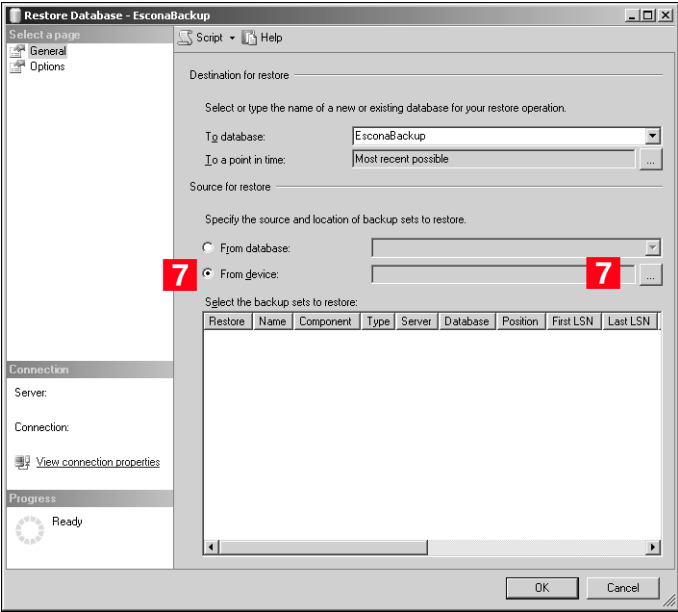 Restore Database - EsconaBackup
Select a page
General
Options
Script Help
Destination for restore
Select or type the name of a new or existing database for your restore operation.
To database: EsconaBackup
To a point in time: Most recent possible ...
Source for restore
Specify the source and location of backup sets to restore.
From database:
7 From device: 7 ...
Select the backup sets to restore:
Restore Name Component Type Server Database Position First LSN Last LSN
Connection
Server:
Connection:
View connection properties
Progress
Ready
OK Cancel